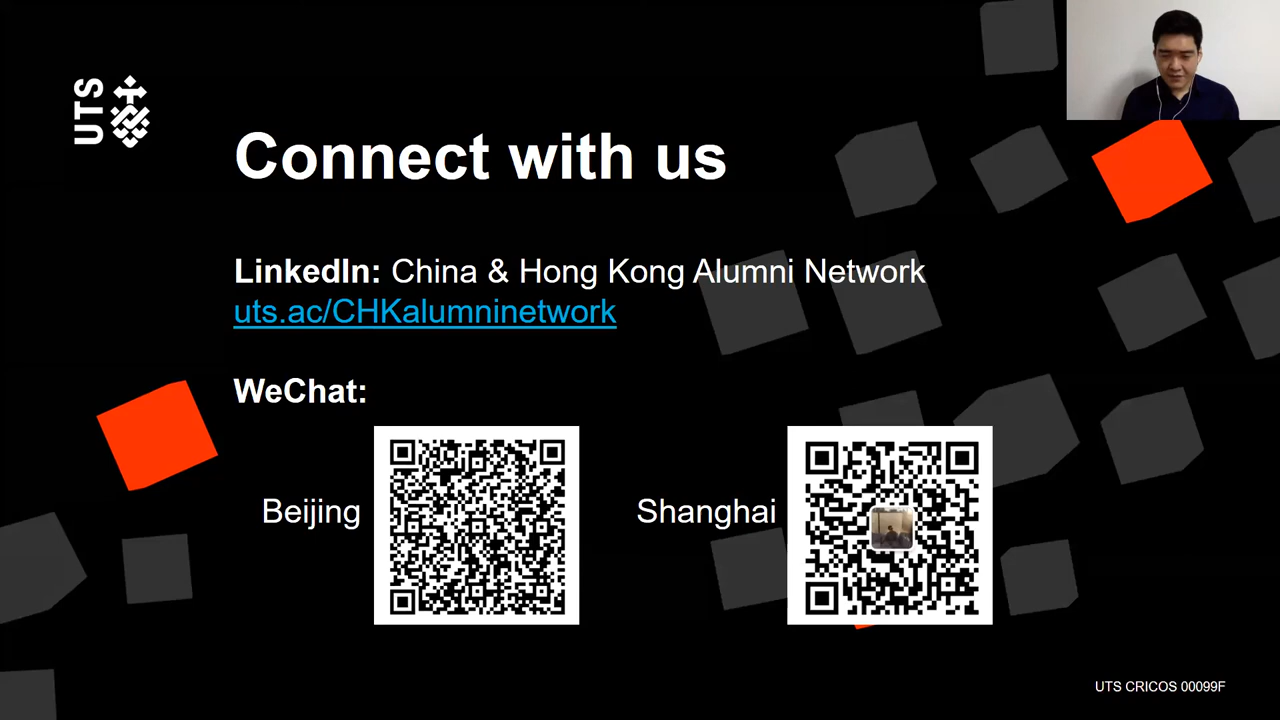 UTS
Connect with us
LinkedIn: China & Hong Kong Alumni Network
uts.ac/CHKalumninetwork
WeChat:
Beijing
Shanghai
UTS CRICOS 00099F